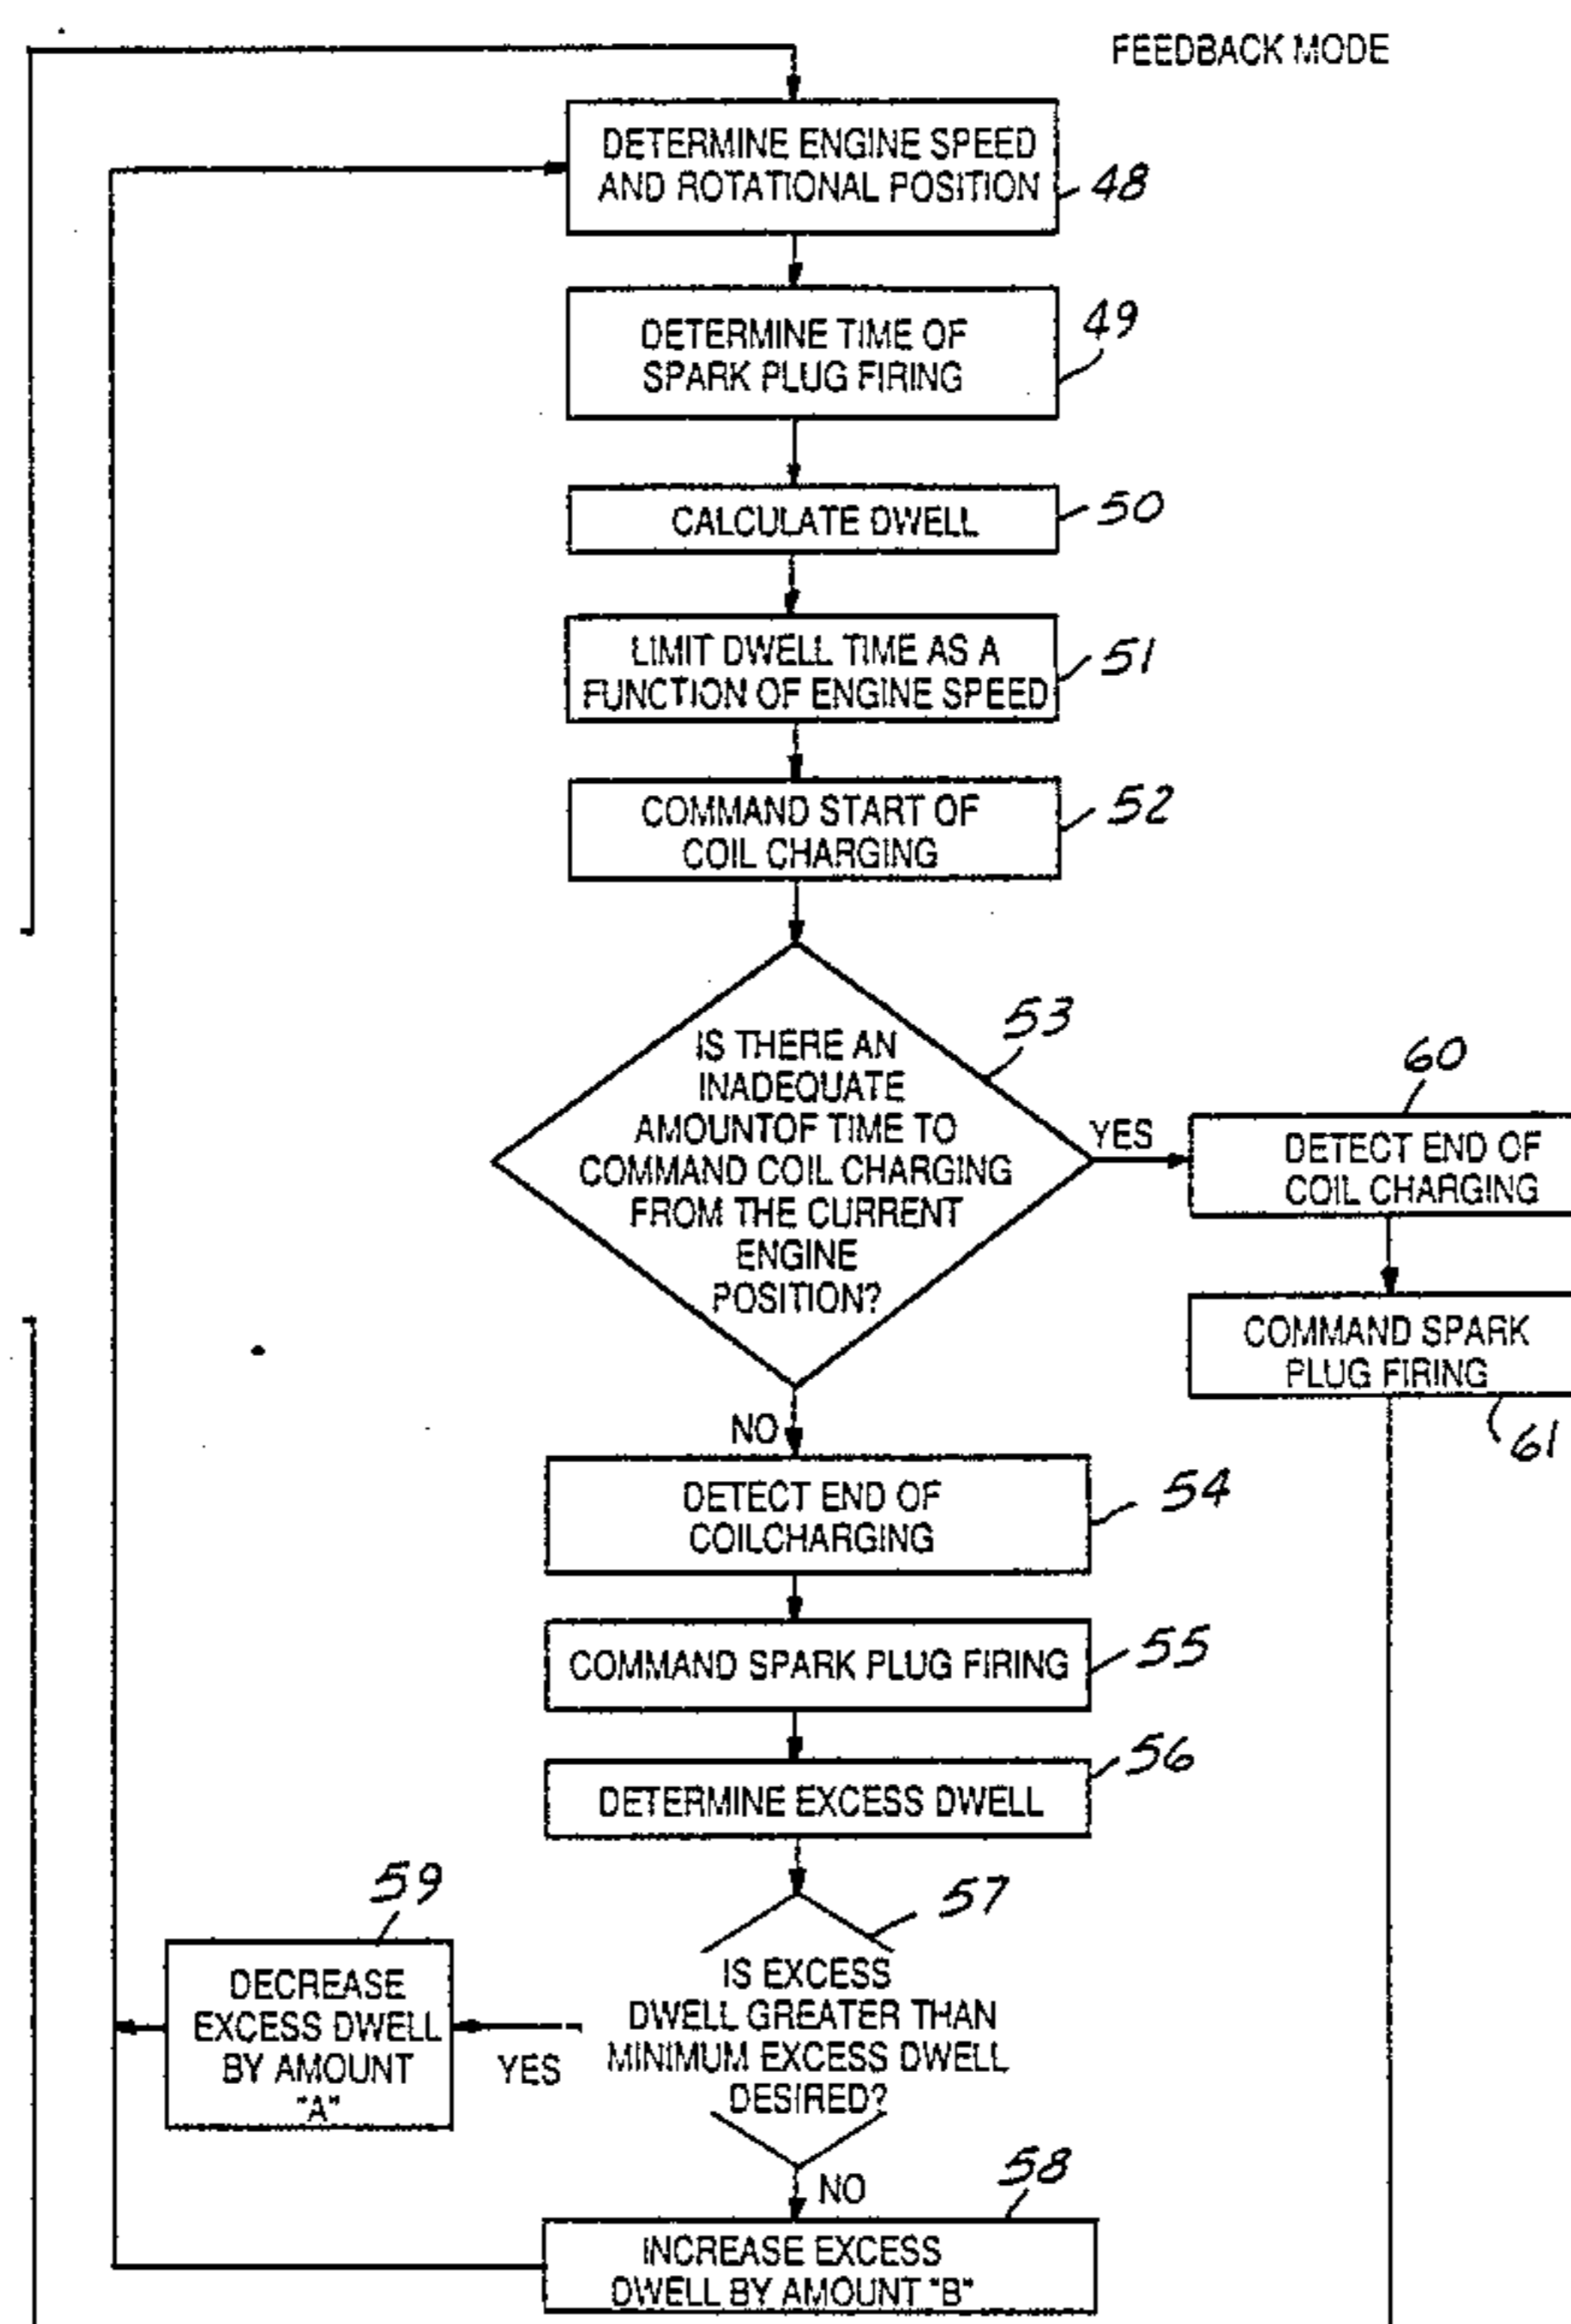 FEEDBACK MODE
DETERMINE ENGINE SPEED
AND ROTATIONAL POSITION
48
DETERMINE TIME OF
SPARK PLUG FIRING
49
CALCULATE DWELL
50
LIMIT DWELL TIME AS A
FUNCTION OF ENGINE SPEED
51
COMMAND START OF
COIL CHARGING
52
IS THERE AN
INADEQUATE
AMOUNTOF TIME TO
COMMAND COIL CHARGING
FROM THE CURRENT
ENGINE
POSITION?
53
YES
60
DETECT END OF
COIL CHARGING
COMMAND SPARK
PLUG FIRING
61
NO
DETECT END OF
COILCHARGING
54
COMMAND SPARK PLUG FIRING
55
DETERMINE EXCESS DWELL
56
57
IS EXCESS
DWELL GREATER THAN
MINIMUM EXCESS DWELL
DESIRED?
YES
59
DECREASE
EXCESS DWELL
BY AMOUNT
"A"
NO
58
INCREASE EXCESS
DWELL BY AMOUNT "B"